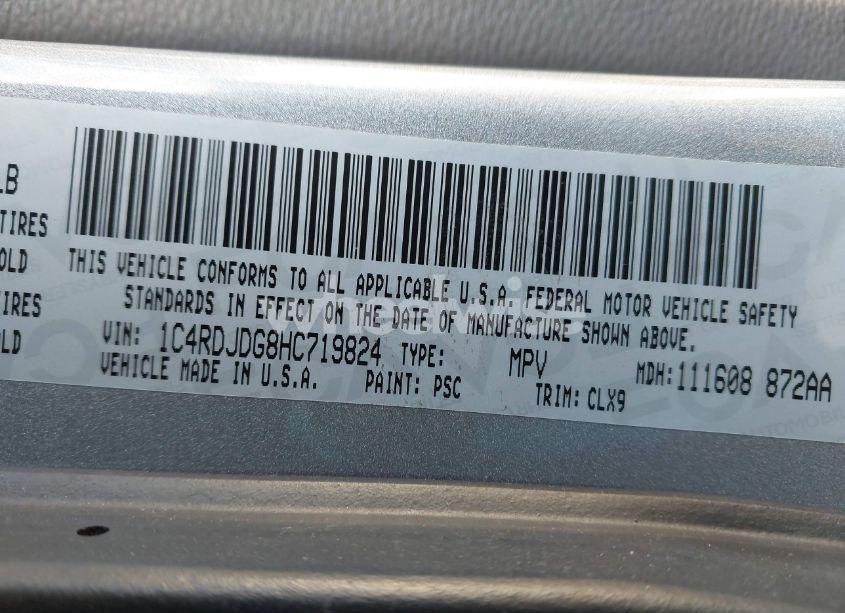 LB
TIRES
OLD
TIRES
OLD
THIS VEHICLE CONFORMS TO ALL APPLICABLE U.S.A. FEDERAL MOTOR VEHICLE SAFETY
STANDARDS IN EFFECT ON THE DATE OF MANUFACTURE SHOWN ABOVE.
VIN: 1C4RDJDG8HC719824 TYPE: MPV MDH:111608 872AA
VEHICLE MADE IN U.S.A. PAINT: PSC TRIM: CLX9
wheelwise